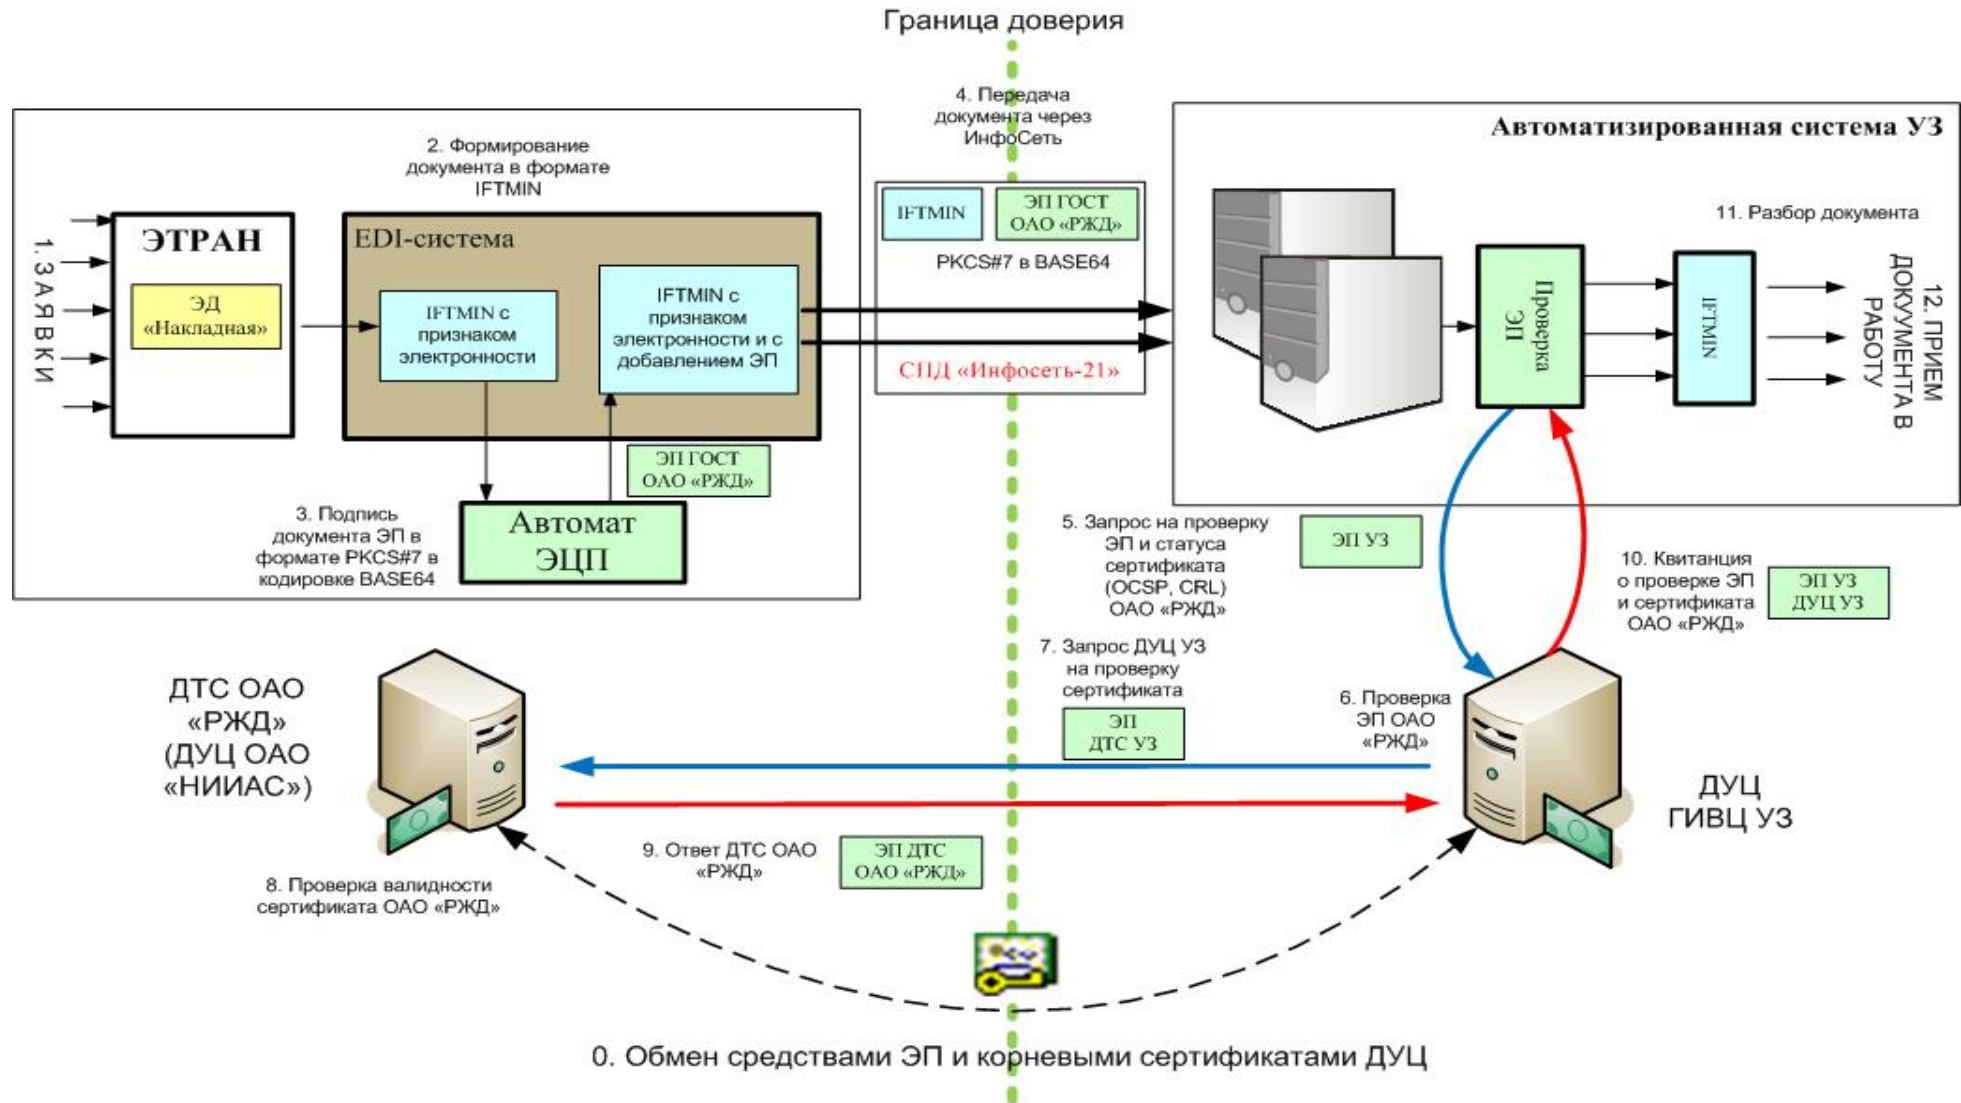 Граница доверия
4. Передача
документа через
ИнфоСеть
2. Формирование
документа в формате
IFTMIN
1. З А Я В К И
ЭТРАН
ЭД
«Накладная»
EDI-система
IFTMIN с
признаком
электронности
IFTMIN с
признаком
электронности и с
добавлением ЭП
ЭП ГОСТ
ОАО «РЖД»
3. Подпись
документа ЭП в
формате PKCS#7 в
кодировке BASE64
Автомат
ЭЦП
IFTMIN
ЭП ГОСТ
ОАО «РЖД»
PKCS#7 в BASE64
СПД «Инфосеть-21»
Автоматизированная система УЗ
11. Разбор документа
Проверка
ЭП
IFTMIN
12. ПРИЕМ
ДОКУУМЕНТА В
РАБОТУ
5. Запрос на проверку
ЭП и статуса
сертификата
(OCSP, CRL)
ОАО «РЖД»
ЭП УЗ
10. Квитанция
о проверке ЭП
и сертификата
ОАО «РЖД»
ЭП УЗ
ДУЦ УЗ
7. Запрос ДУЦ УЗ
на проверку
сертификата
ЭП
ДТС УЗ
6. Проверка
ЭП ОАО
«РЖД»
ДТС ОАО
«РЖД»
(ДУЦ ОАО
«НИИАС»)
ДУЦ
ГИВЦ УЗ
8. Проверка валидности
сертификата ОАО «РЖД»
9. Ответ ДТС ОАО
«РЖД»
ЭП ДТС
ОАО «РЖД»
0. Обмен средствами ЭП и корневыми сертификатами ДУЦ